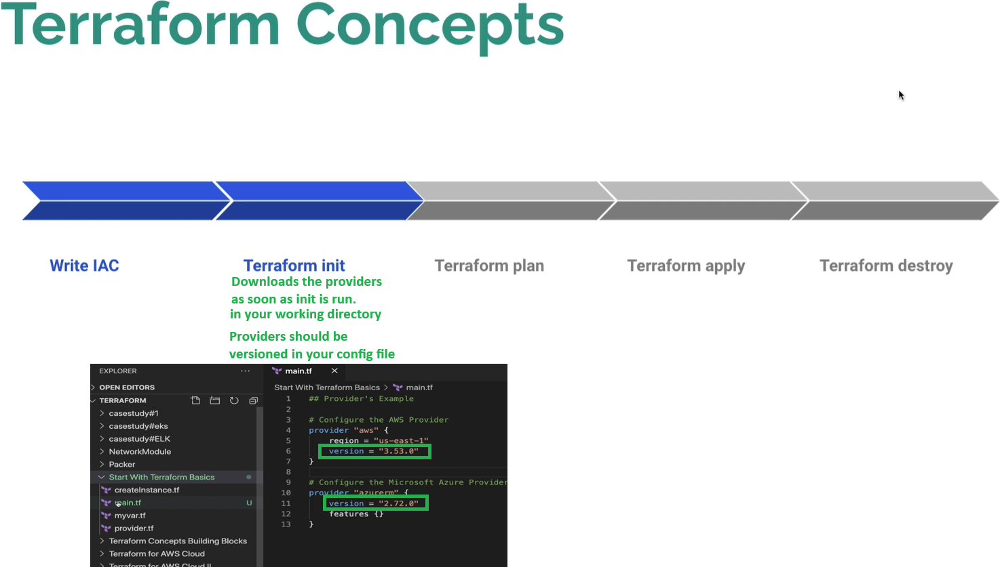 Terraform Concepts
Write IAC
Terraform init
Terraform plan
Terraform apply
Terraform destroy
Downloads the providers
as soon as init is run.
in your working directory
Providers should be
versioned in your config file
EXPLORER
OPEN EDITORS
TERRAFORM
casestudy#1
casestudy#eks
casestudy#ELK
NetworkModule
Packer
Start With Terraform Basics
createInstance.tf
main.tf U
myvar.tf
provider.tf
Terraform Concepts Building Blocks
Terraform for AWS Cloud
Terraform for AWS Cloud II
main.tf
Start With Terraform Basics > main.tf
1 ## Provider's Example
2
3 # Configure the AWS Provider
4 provider "aws" {
5 region = "us-east-1"
6 version = "3.53.0"
7 }
8
9 # Configure the Microsoft Azure Provider
10 provider "azurerm" {
11 version = "2.72.0"
12 features {}
13 }